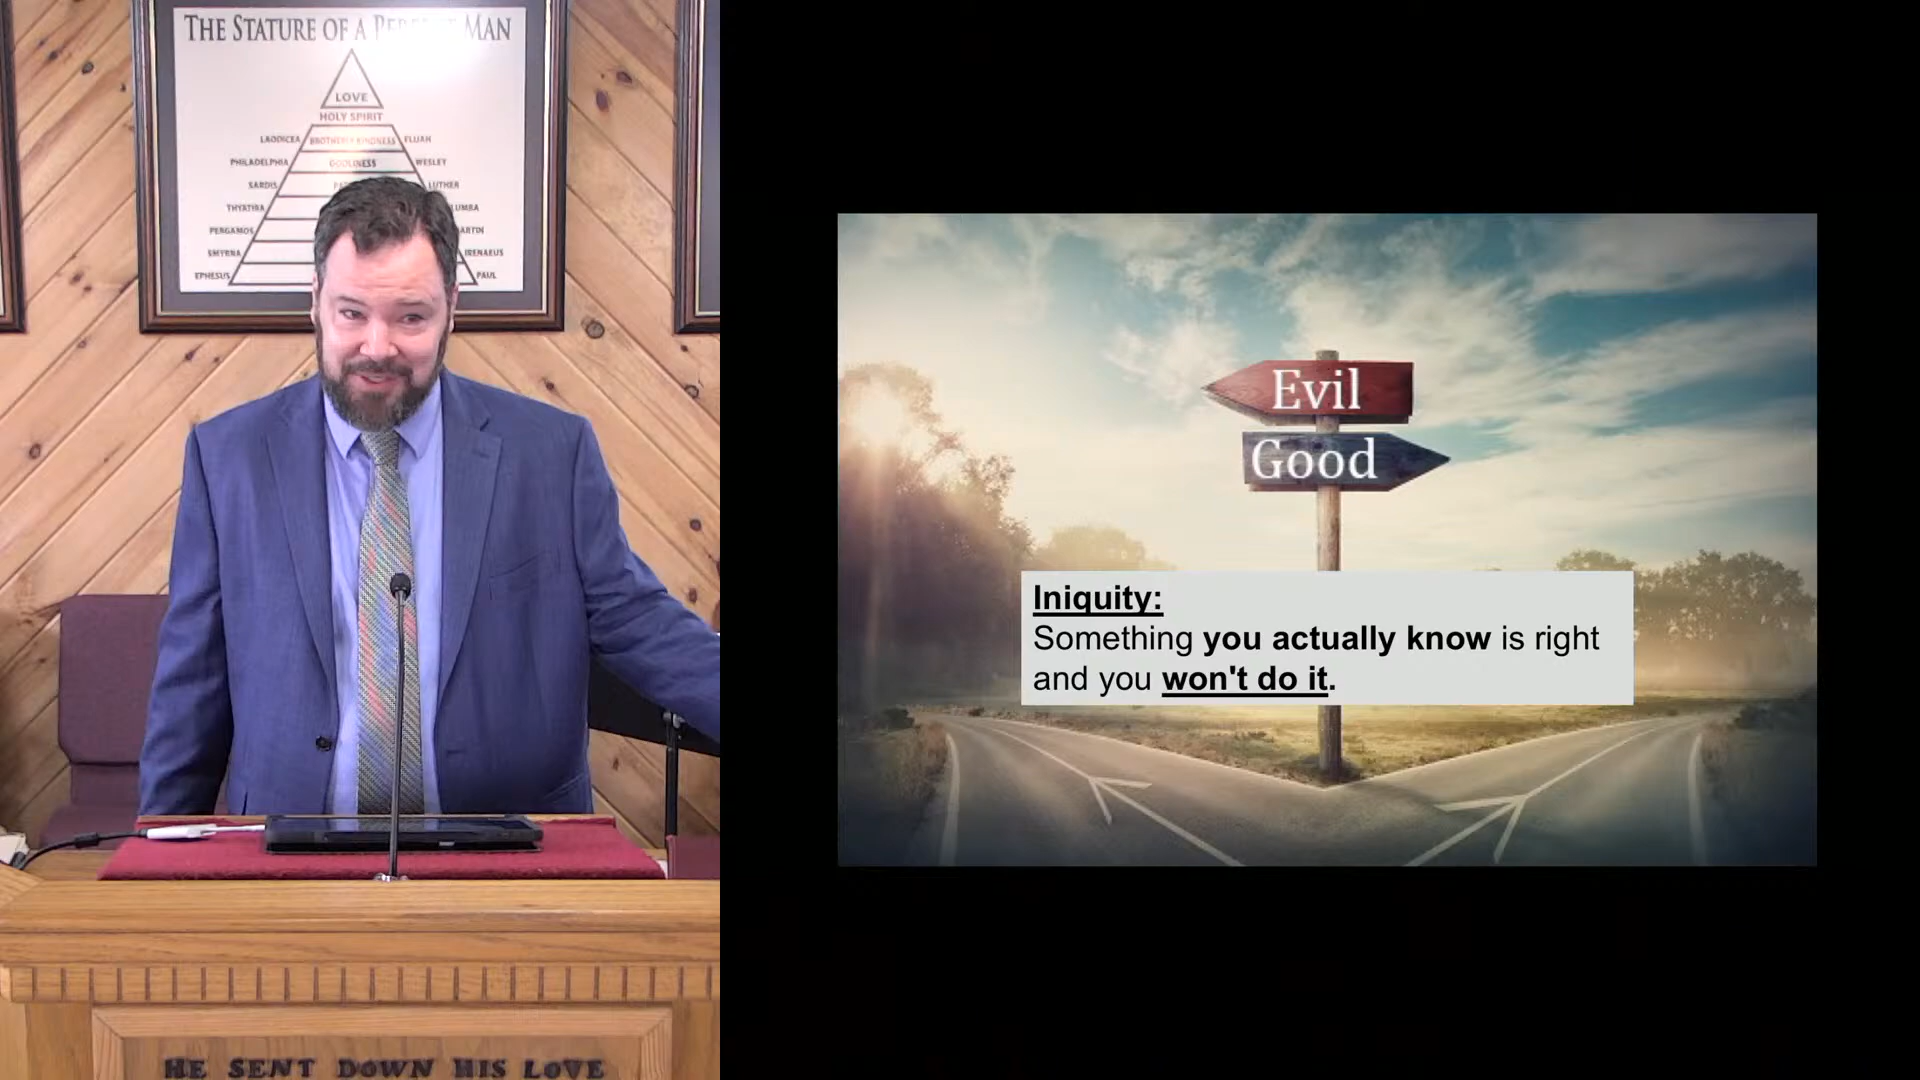 THE STATURE OF A MAN
LOVE
HOLY SPIRIT
LAODICEA BROTHERLY KINDNESS ELIJAH
PHILADELPHIA GODLINESS WESLEY
SARDIS LUTHER
THYATIRA
PERGAMOS
SMYRNA IRENAEUS
EPHESUS PAUL
HE SENT DOWN HIS LOVE
Evil
Good
Iniquity:
Something you actually know is right
and you won't do it.